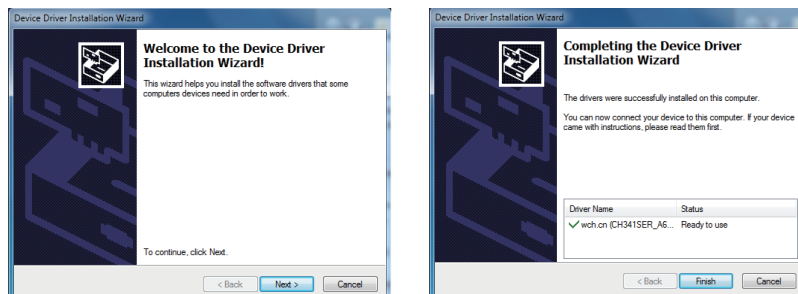 Device Driver Installation Wizard
Welcome to the Device Driver
Installation Wizard!
This wizard helps you install the software drivers that some
computers devices need in order to work.
To continue, click Next.
< Back
Next >
Cancel
Device Driver Installation Wizard
Completing the Device Driver
Installation Wizard
The drivers were successfully installed on this computer.
You can now connect your device to this computer. If your device
came with instructions, please read them first.
Driver Name Status
wch.cn (CH341SER_A6... Ready to use
< Back
Finish
Cancel